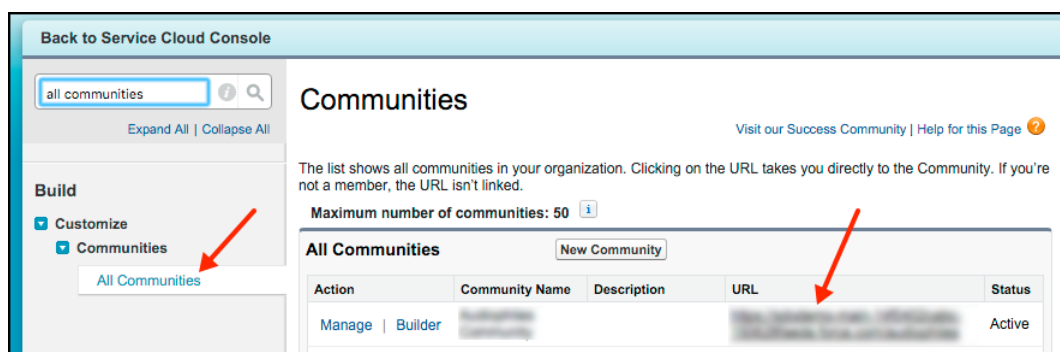 Back to Service Cloud Console
all communities
Expand All | Collapse All
Build
Customize
Communities
All Communities
Communities
Visit our Success Community | Help for this Page
The list shows all communities in your organization. Clicking on the URL takes you directly to the Community. If you're
not a member, the URL isn't linked.
Maximum number of communities: 50
All Communities New Community
Action Community Name Description URL Status
Manage | Builder Active